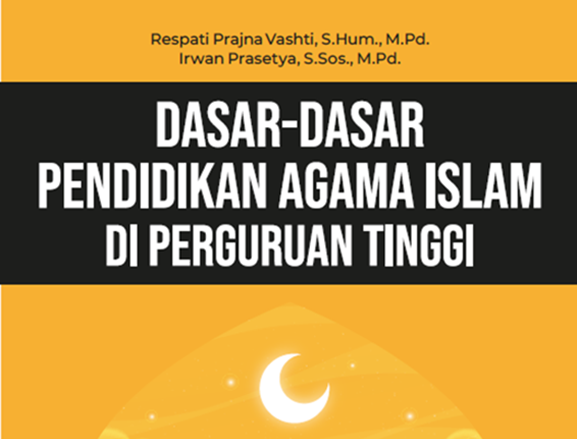 Respati Prajna Vashti, S.Hum., M.Pd.
Irwan Prasetya, S.Sos., M.Pd.
DASAR-DASAR
PENDIDIKAN AGAMA ISLAM
DI PERGURUAN TINGGI